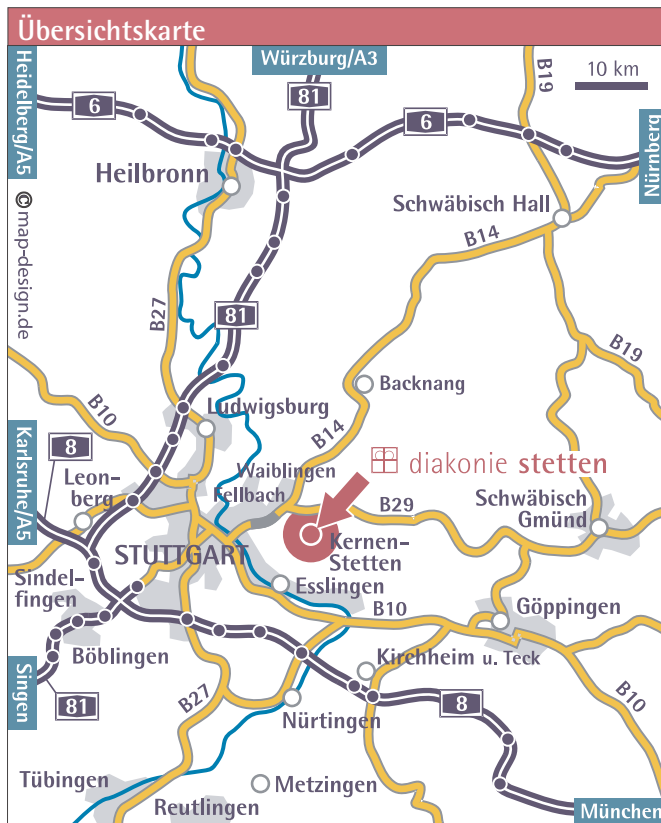 Übersichtskarte
Würzburg/A3
Heidelberg/A5
B19
10 km
81
6
6
Nürnberg
Heilbronn
© map-design.de
Schwäbisch Hall
B14
B27
81
B19
Backnang
B10
Ludwigsburg
B14
Karlsruhe/A5
8
diakonie stetten
Waiblingen
Leon-
berg
Fellbach
B29
Schwäbisch
Gmünd
STUTTGART
Kernen-
Stetten
Sindel-
fingen
Esslingen
B10
Göppingen
Böblingen
Kirchheim u. Teck
Singen
81
B27
8
B10
Nürtingen
Tübingen
Metzingen
Reutlingen
München